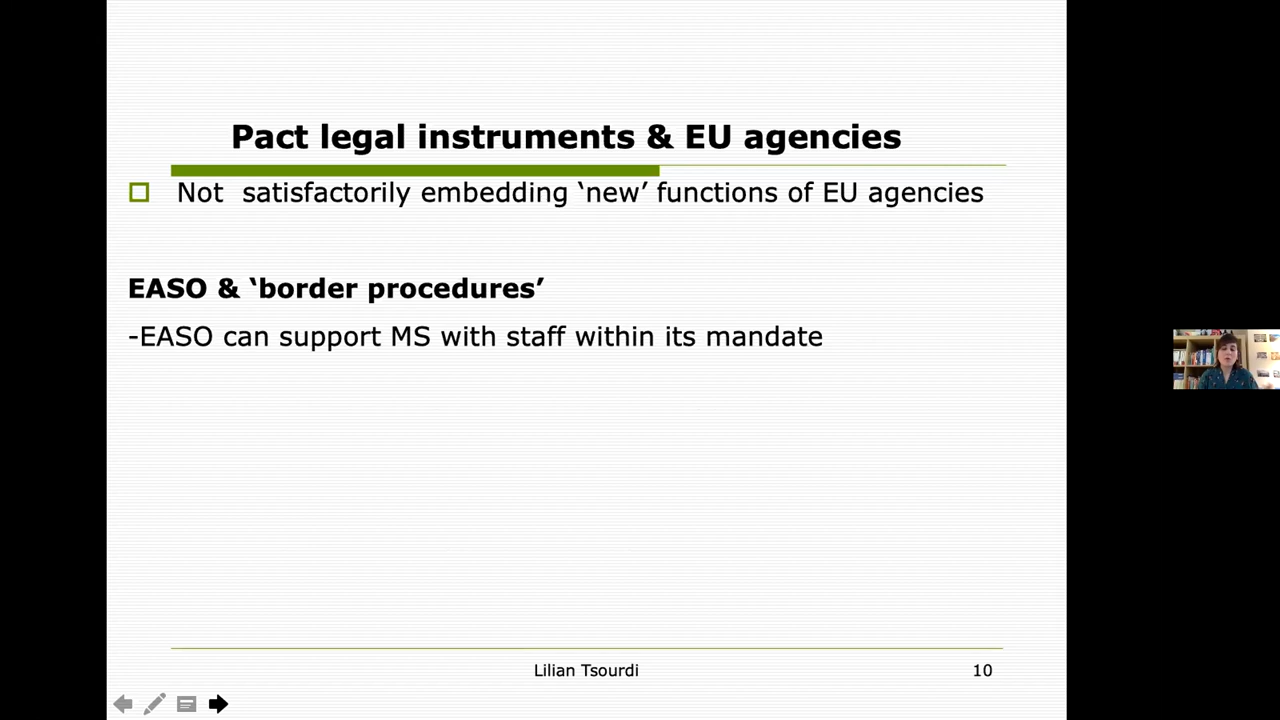 Pact legal instruments & EU agencies
Not satisfactorily embedding ‘new’ functions of EU agencies
EASO & ‘border procedures’
-EASO can support MS with staff within its mandate
Lilian Tsourdi
10